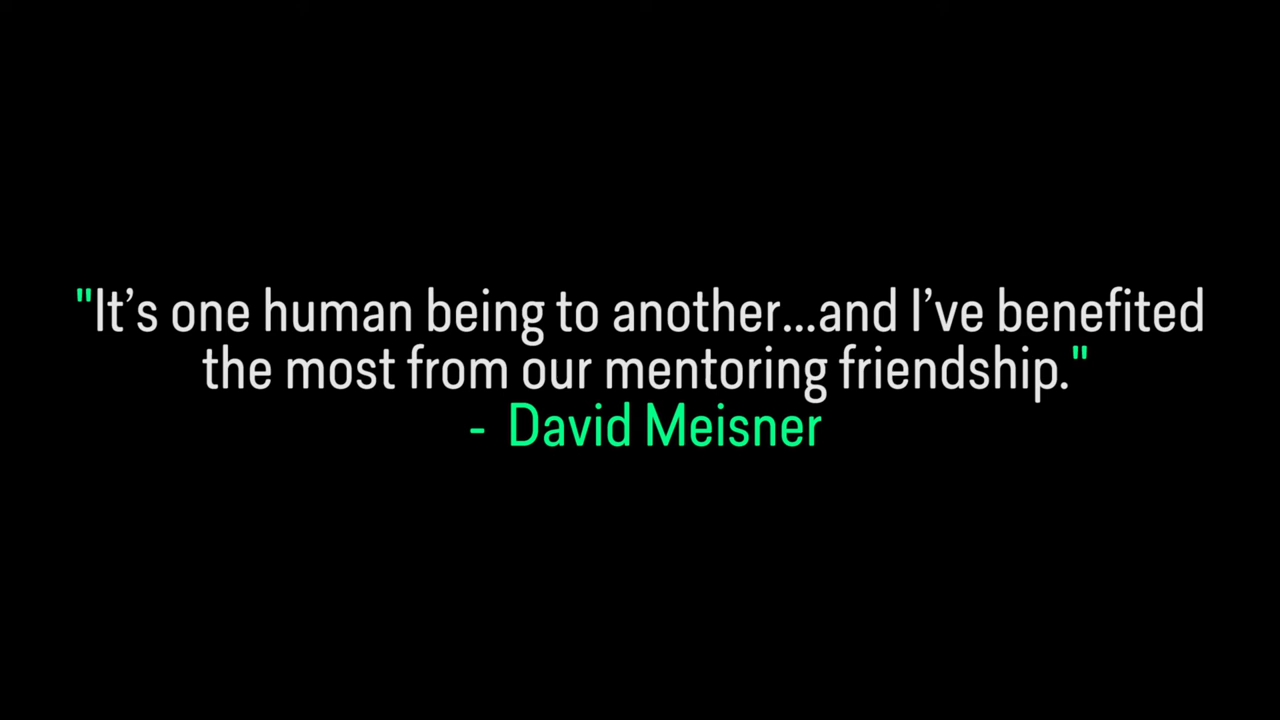 "It’s one human being to another...and I’ve benefited
the most from our mentoring friendship."
- David Meisner